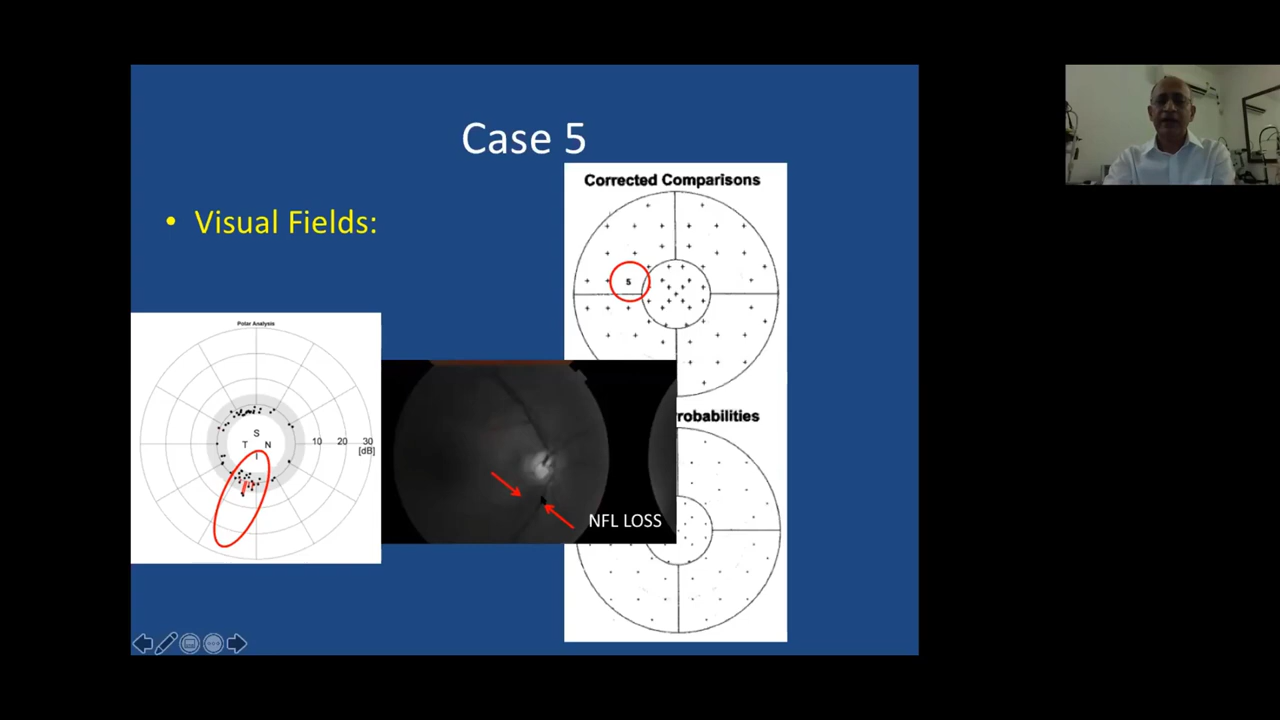 Case 5
• Visual Fields:
Corrected Comparisons
5
Polar Analysis
S
T N
I
10 20 30
[dB]
robabilities
NFL LOSS